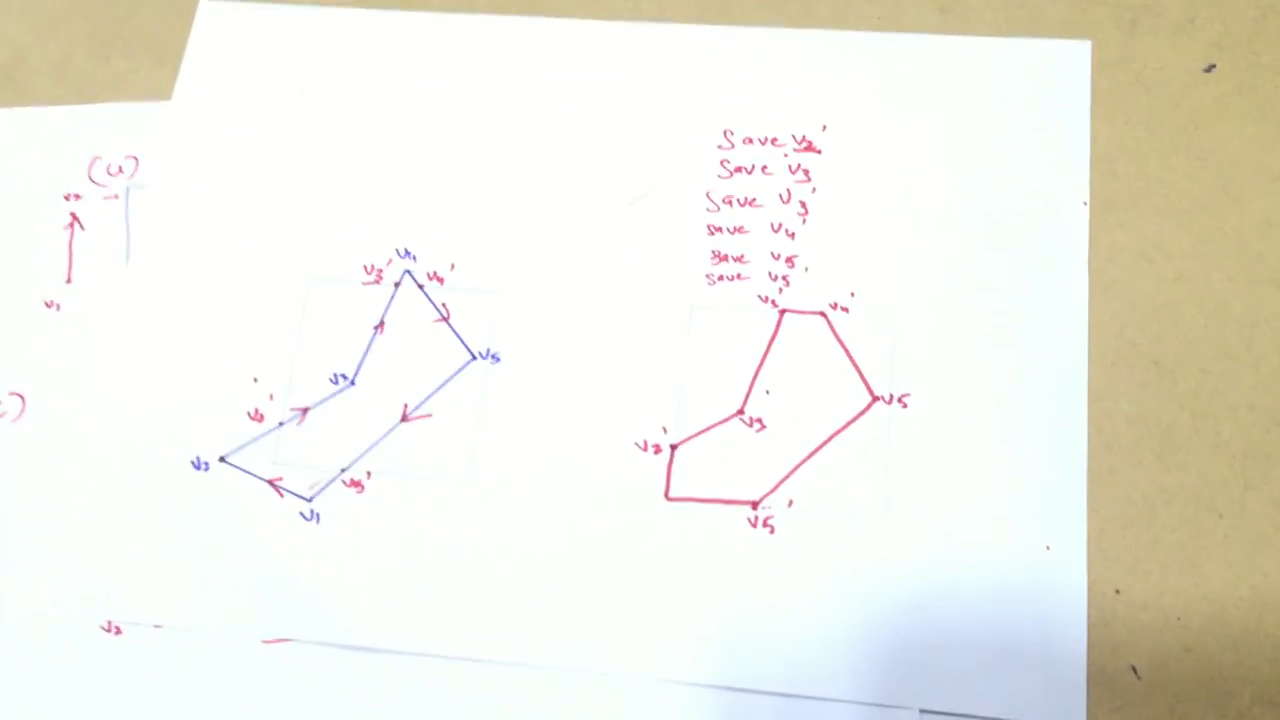 Save v2'
Save v3
Save v3'
save v4'
save v5
save v5'
(a)
v1
v4
v3' v4'
v5
v3
v2'
v2
v5'
v1
v3' v4'
v5
v3
v2'
v5'
v2